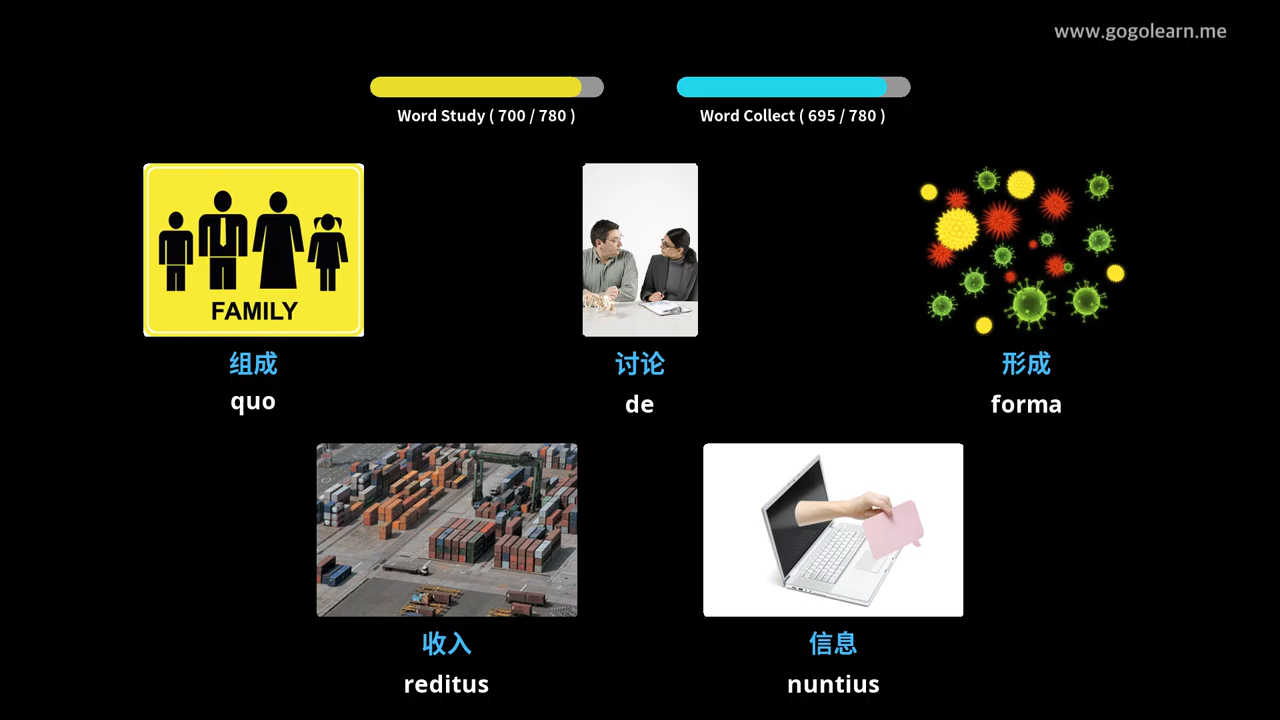 www.gogolearn.me
Word Study ( 700 / 780 )
Word Collect ( 695 / 780 )
FAMILY
组成
quo
讨论
de
形成
forma
收入
reditus
信息
nuntius